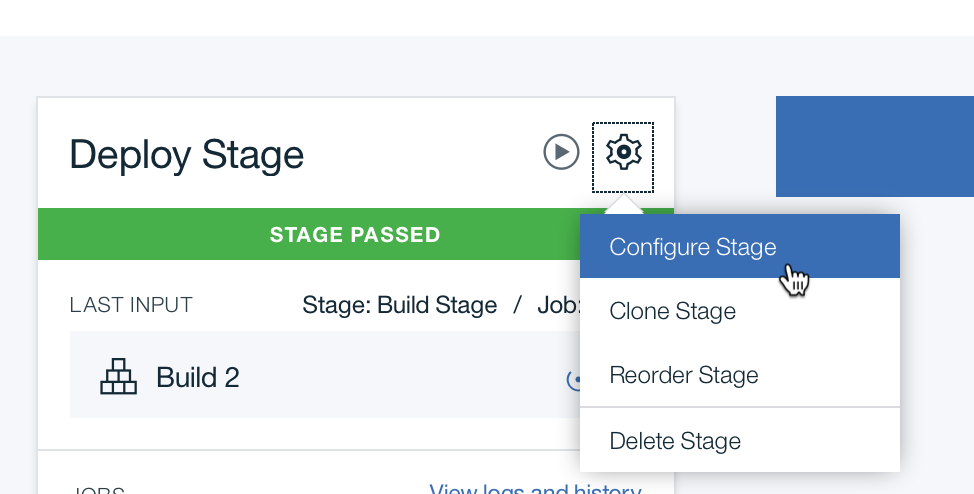 Deploy Stage
STAGE PASSED
Configure Stage
LAST INPUT Stage: Build Stage / Job:
Clone Stage
Build 2
Reorder Stage
Delete Stage
JOBS View logs and history